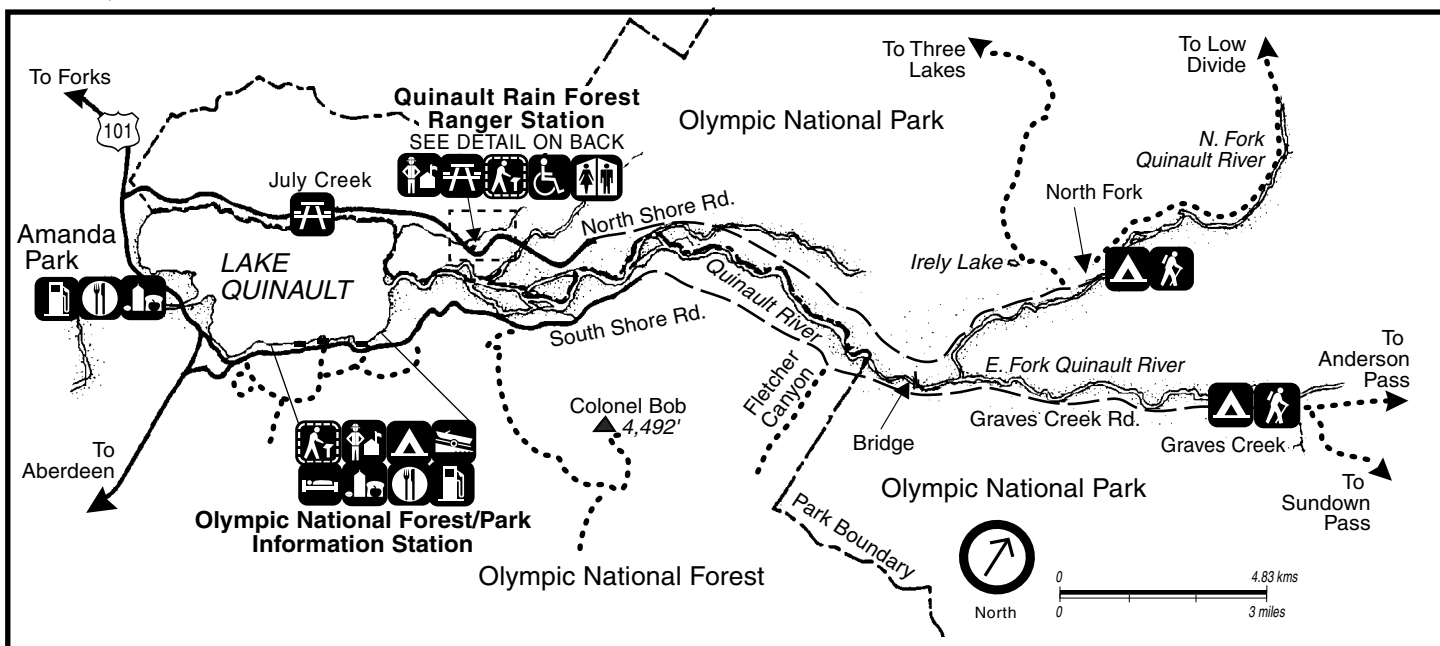 To Forks
101
Quinault Rain Forest
Ranger Station
SEE DETAIL ON BACK
July Creek
Amanda
Park
LAKE
QUINAULT
To
Aberdeen
North Shore Rd.
South Shore Rd.
Quinault River
Olympic National Park
To Three
Lakes
To Low
Divide
N. Fork
Quinault River
North Fork
Irely Lake
E. Fork Quinault River
Graves Creek Rd.
Graves Creek
To
Anderson
Pass
To
Sundown
Pass
Bridge
Fletcher
Canyon
Colonel Bob
4,492'
Olympic National Forest/Park
Information Station
Olympic National Forest
Olympic National Park
Park Boundary
North
0
4.83 kms
0
3 miles